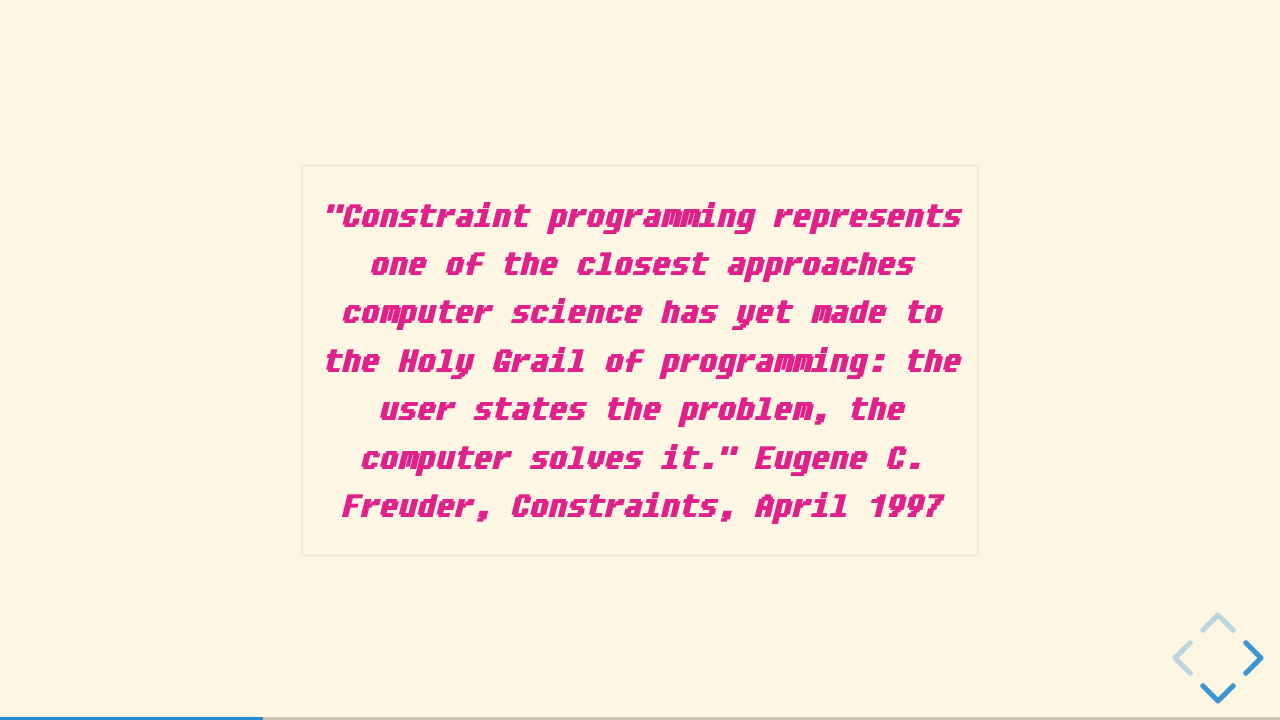 "Constraint programming represents
one of the closest approaches
computer science has yet made to
the Holy Grail of programming: the
user states the problem, the
computer solves it." Eugene C.
Freuder, Constraints, April 1997